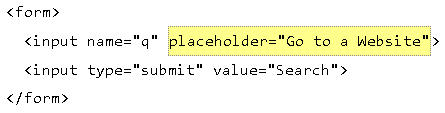 <form>
<input name="q" placeholder="Go to a Website">
<input type="submit" value="Search">
</form>